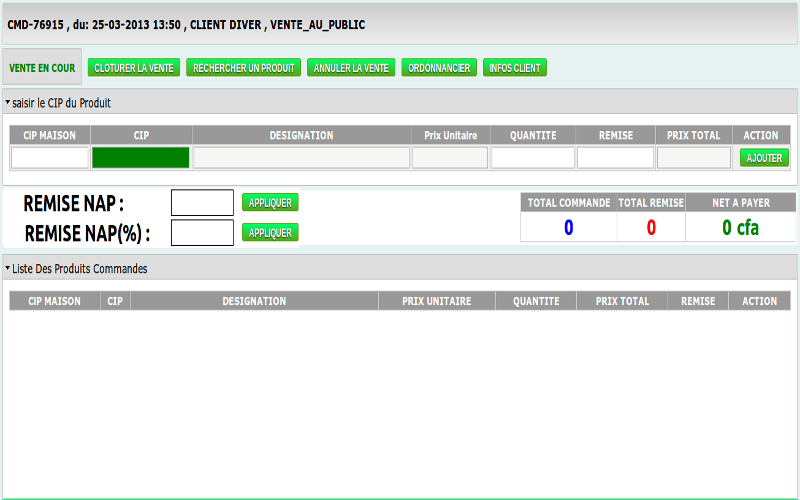 CMD-76915 , du: 25-03-2013 13:50 , CLIENT DIVER , VENTE_AU_PUBLIC
VENTE EN COUR CLOTURER LA VENTE RECHERCHER UN PRODUIT ANNULER LA VENTE ORDONNANCIER INFOS CLIENT
saisir le CIP du Produit
CIP MAISON CIP DESIGNATION Prix Unitaire QUANTITE REMISE PRIX TOTAL ACTION
AJOUTER
REMISE NAP : APPLIQUER
REMISE NAP(%) : APPLIQUER
TOTAL COMMANDE TOTAL REMISE NET A PAYER
0 0 0 cfa
Liste Des Produits Commandes
CIP MAISON CIP DESIGNATION PRIX UNITAIRE QUANTITE PRIX TOTAL REMISE ACTION